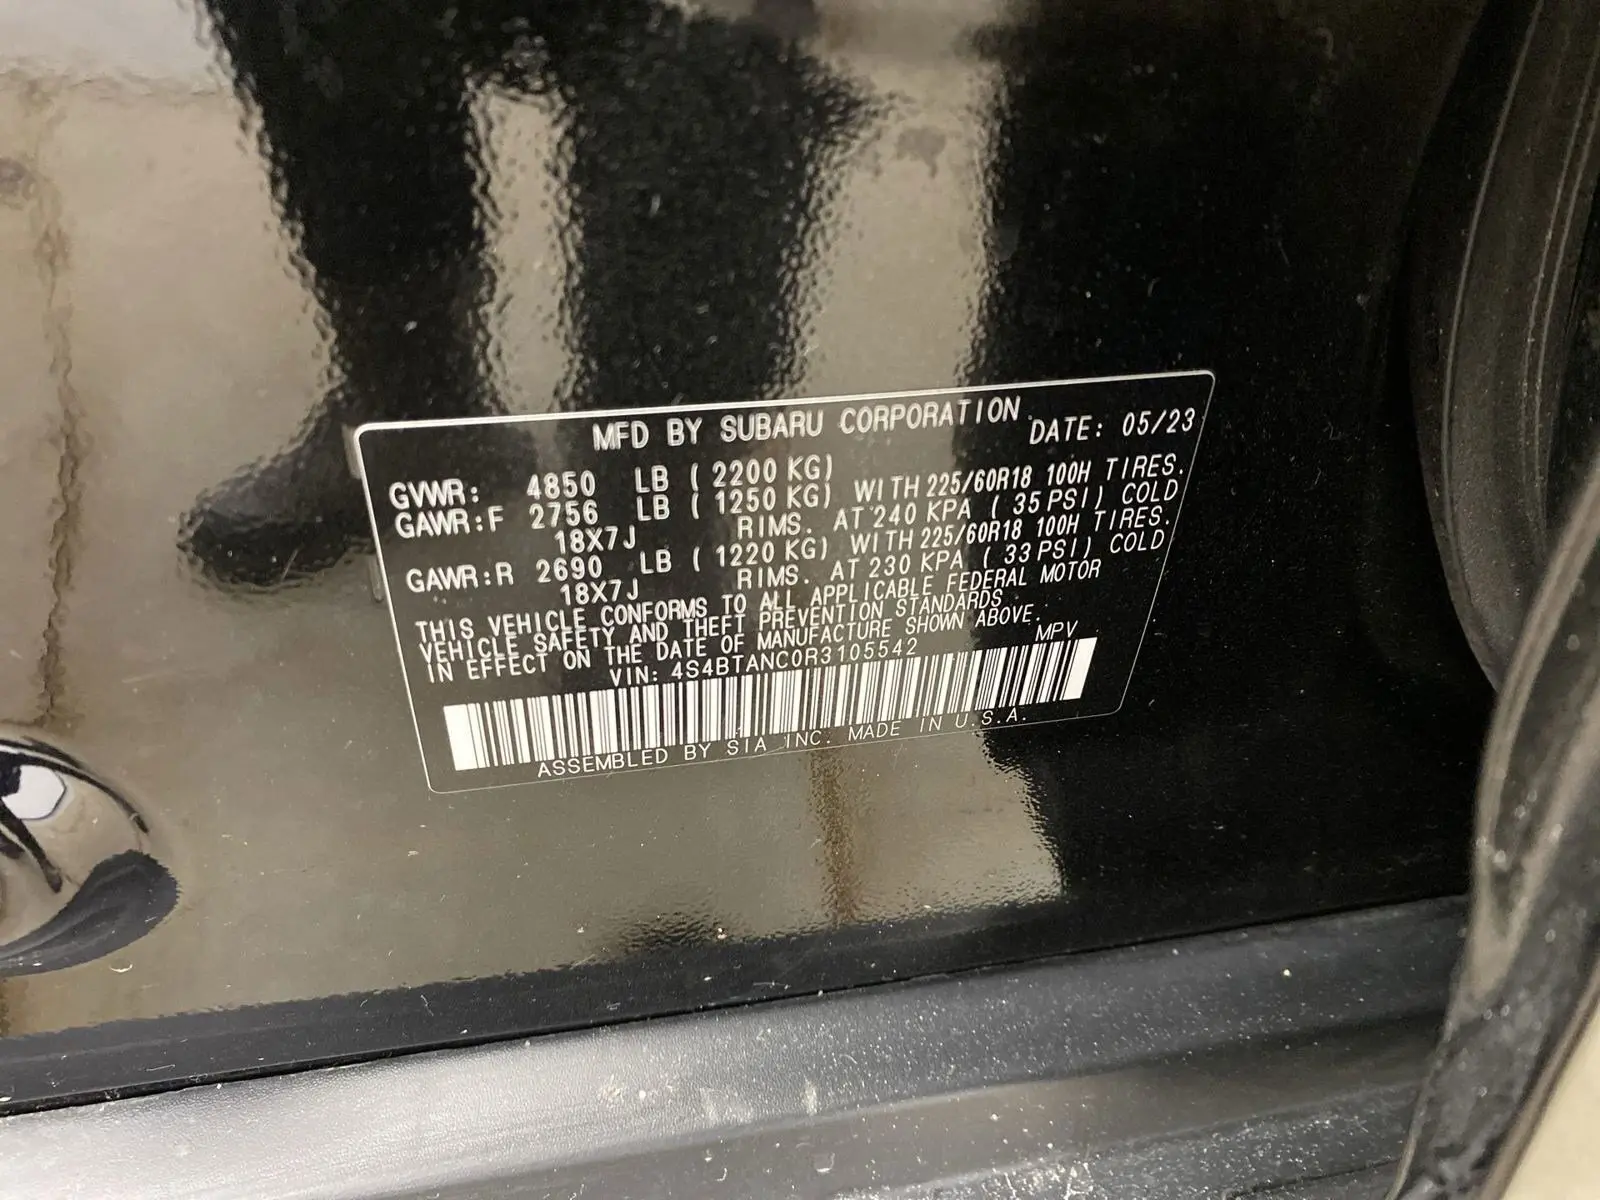 MFD BY SUBARU CORPORATION DATE: 05/23
GVWR: 4850 LB ( 2200 KG)
GAWR:F 2756 LB ( 1250 KG) WITH 225/60R18 100H TIRES.
18X7J RIMS. AT 240 KPA ( 35 PSI) COLD
GAWR:R 2690 LB ( 1220 KG) WITH 225/60R18 100H TIRES.
18X7J RIMS. AT 230 KPA ( 33 PSI) COLD
THIS VEHICLE CONFORMS TO ALL APPLICABLE FEDERAL MOTOR
VEHICLE SAFETY AND THEFT PREVENTION STANDARDS
IN EFFECT ON THE DATE OF MANUFACTURE SHOWN ABOVE.
VIN: 4S4BTANC0R3105542 MPV
ASSEMBLED BY SIA INC. MADE IN U.S.A.